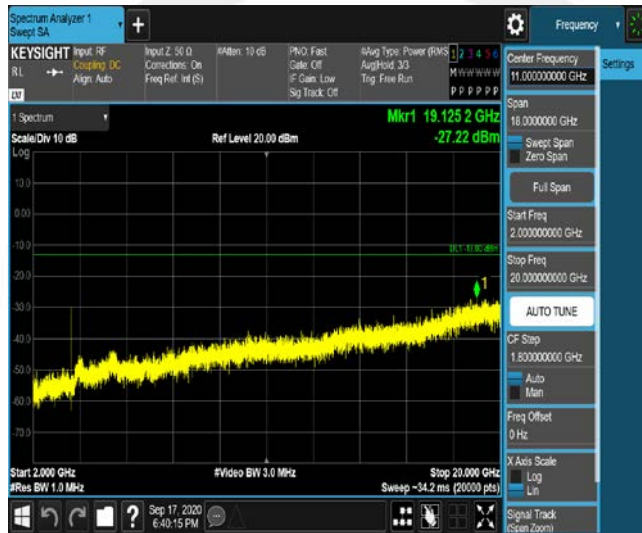 Spectrum Analyzer 1
Swept SA
+
Frequency
KEYSIGHT
RL
LXI
Input: RF
Coupling: DC
Align: Auto
Input Z: 50 Ω
Corrections: On
Freq Ref: Int (S)
#Atten: 10 dB
PNO: Fast
Gate: Off
IF Gain: Low
Sig Track: Off
#Avg Type: Power (RMS
Avg|Hold: 3/3
Trig: Free Run
1 2 3 4 5 6
M W W W W W
P P P P P P
1 Spectrum
Scale/Div 10 dB
Ref Level 20.00 dBm
Mkr1 19.125 2 GHz
-27.22 dBm
Log
10.0
0.00
-10.0
DL1 -13.00 dBm
1
-20.0
-30.0
-40.0
-50.0
-60.0
-70.0
Start 2.000 GHz
#Res BW 1.0 MHz
#Video BW 3.0 MHz
Stop 20.000 GHz
Sweep ~34.2 ms (20000 pts)
Sep 17, 2020
6:40:15 PM
?
Center Frequency
11.000000000 GHz
Settings
Span
18.0000000 GHz
Swept Span
Zero Span
Full Span
Start Freq
2.000000000 GHz
Stop Freq
20.000000000 GHz
AUTO TUNE
CF Step
1.800000000 GHz
Auto
Man
Freq Offset
0 Hz
X Axis Scale
Log
Lin
Signal Track
(Span Zoom)